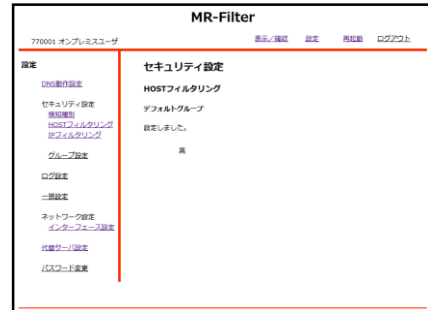 MR-Filter
770001 オンプレミスユーザ
表示／確認 設定 再起動 ログアウト
設定
DNS動作設定
セキュリティ設定
検知種別
HOSTフィルタリング
IPフィルタリング
グループ設定
ログ設定
一括設定
ネットワーク設定
インターフェース設定
代替サーバ設定
パスワード変更
セキュリティ設定
HOSTフィルタリング
デフォルトグループ
設定しました。
高